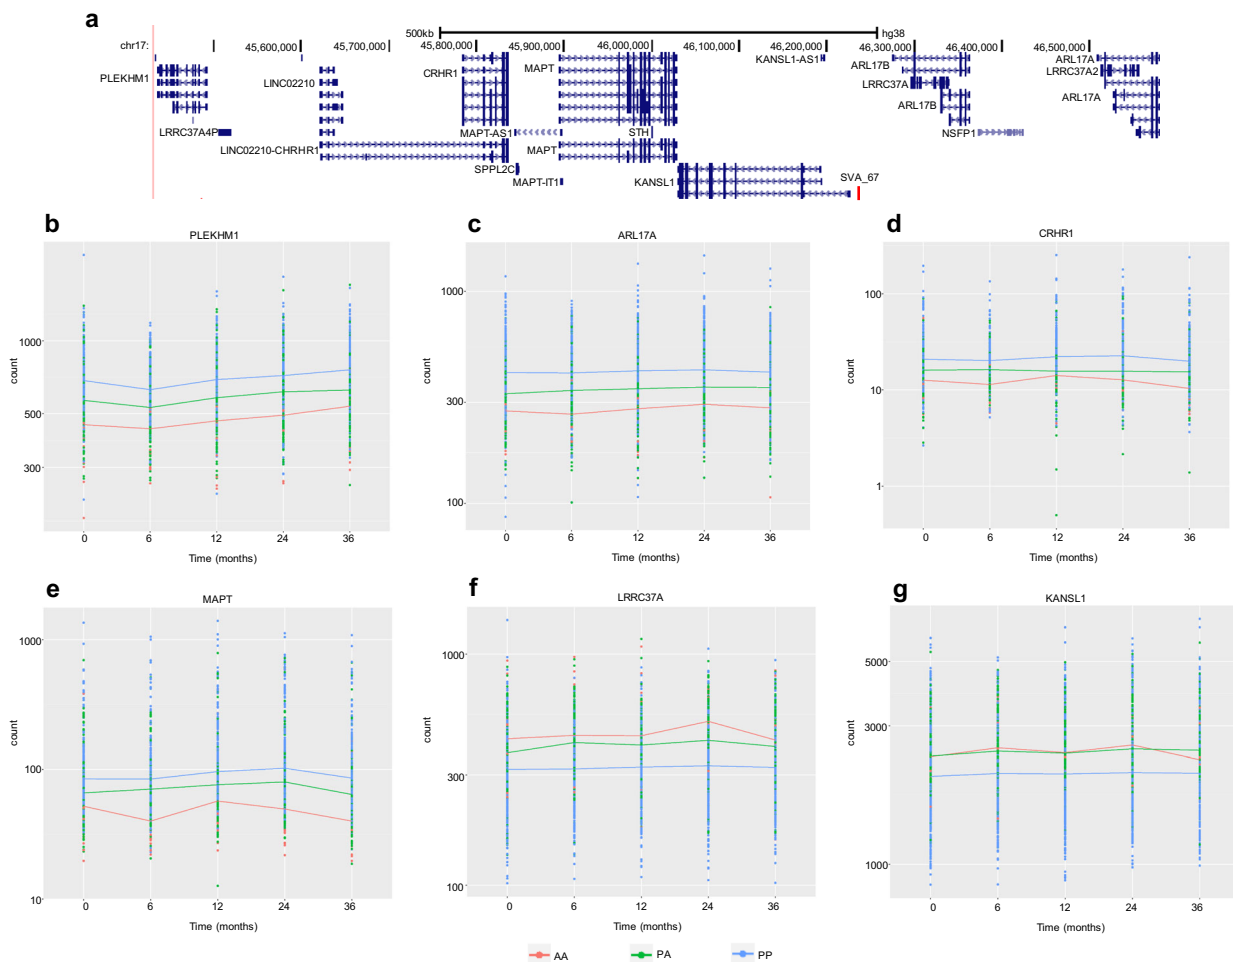 a
500kb hg38
chr17: 45,600,000 45,700,000 45,800,000 45,900,000 46,000,000 46,100,000 46,200,000 46,300,000 46,400,000 46,500,000
PLEKHM1 LINC02210 CRHR1 MAPT KANSL1-AS1 ARL17B ARL17A
LRRC37A LRRC37A2
ARL17B ARL17A
LRRC37A4P MAPT-AS1 STH NSFP1
LINC02210-CHRHR1 MAPT
SPPL2C
MAPT-IT1 KANSL1 SVA_67
b
PLEKHM1
count
1000
500
300
0 6 12 24 36
Time (months)
c
ARL17A
count
1000
300
100
0 6 12 24 36
Time (months)
d
CRHR1
count
100
10
1
0 6 12 24 36
Time (months)
e
MAPT
count
1000
100
10
0 6 12 24 36
Time (months)
f
LRRC37A
count
1000
300
100
0 6 12 24 36
Time (months)
g
KANSL1
count
5000
3000
1000
0 6 12 24 36
Time (months)
AA PA PP